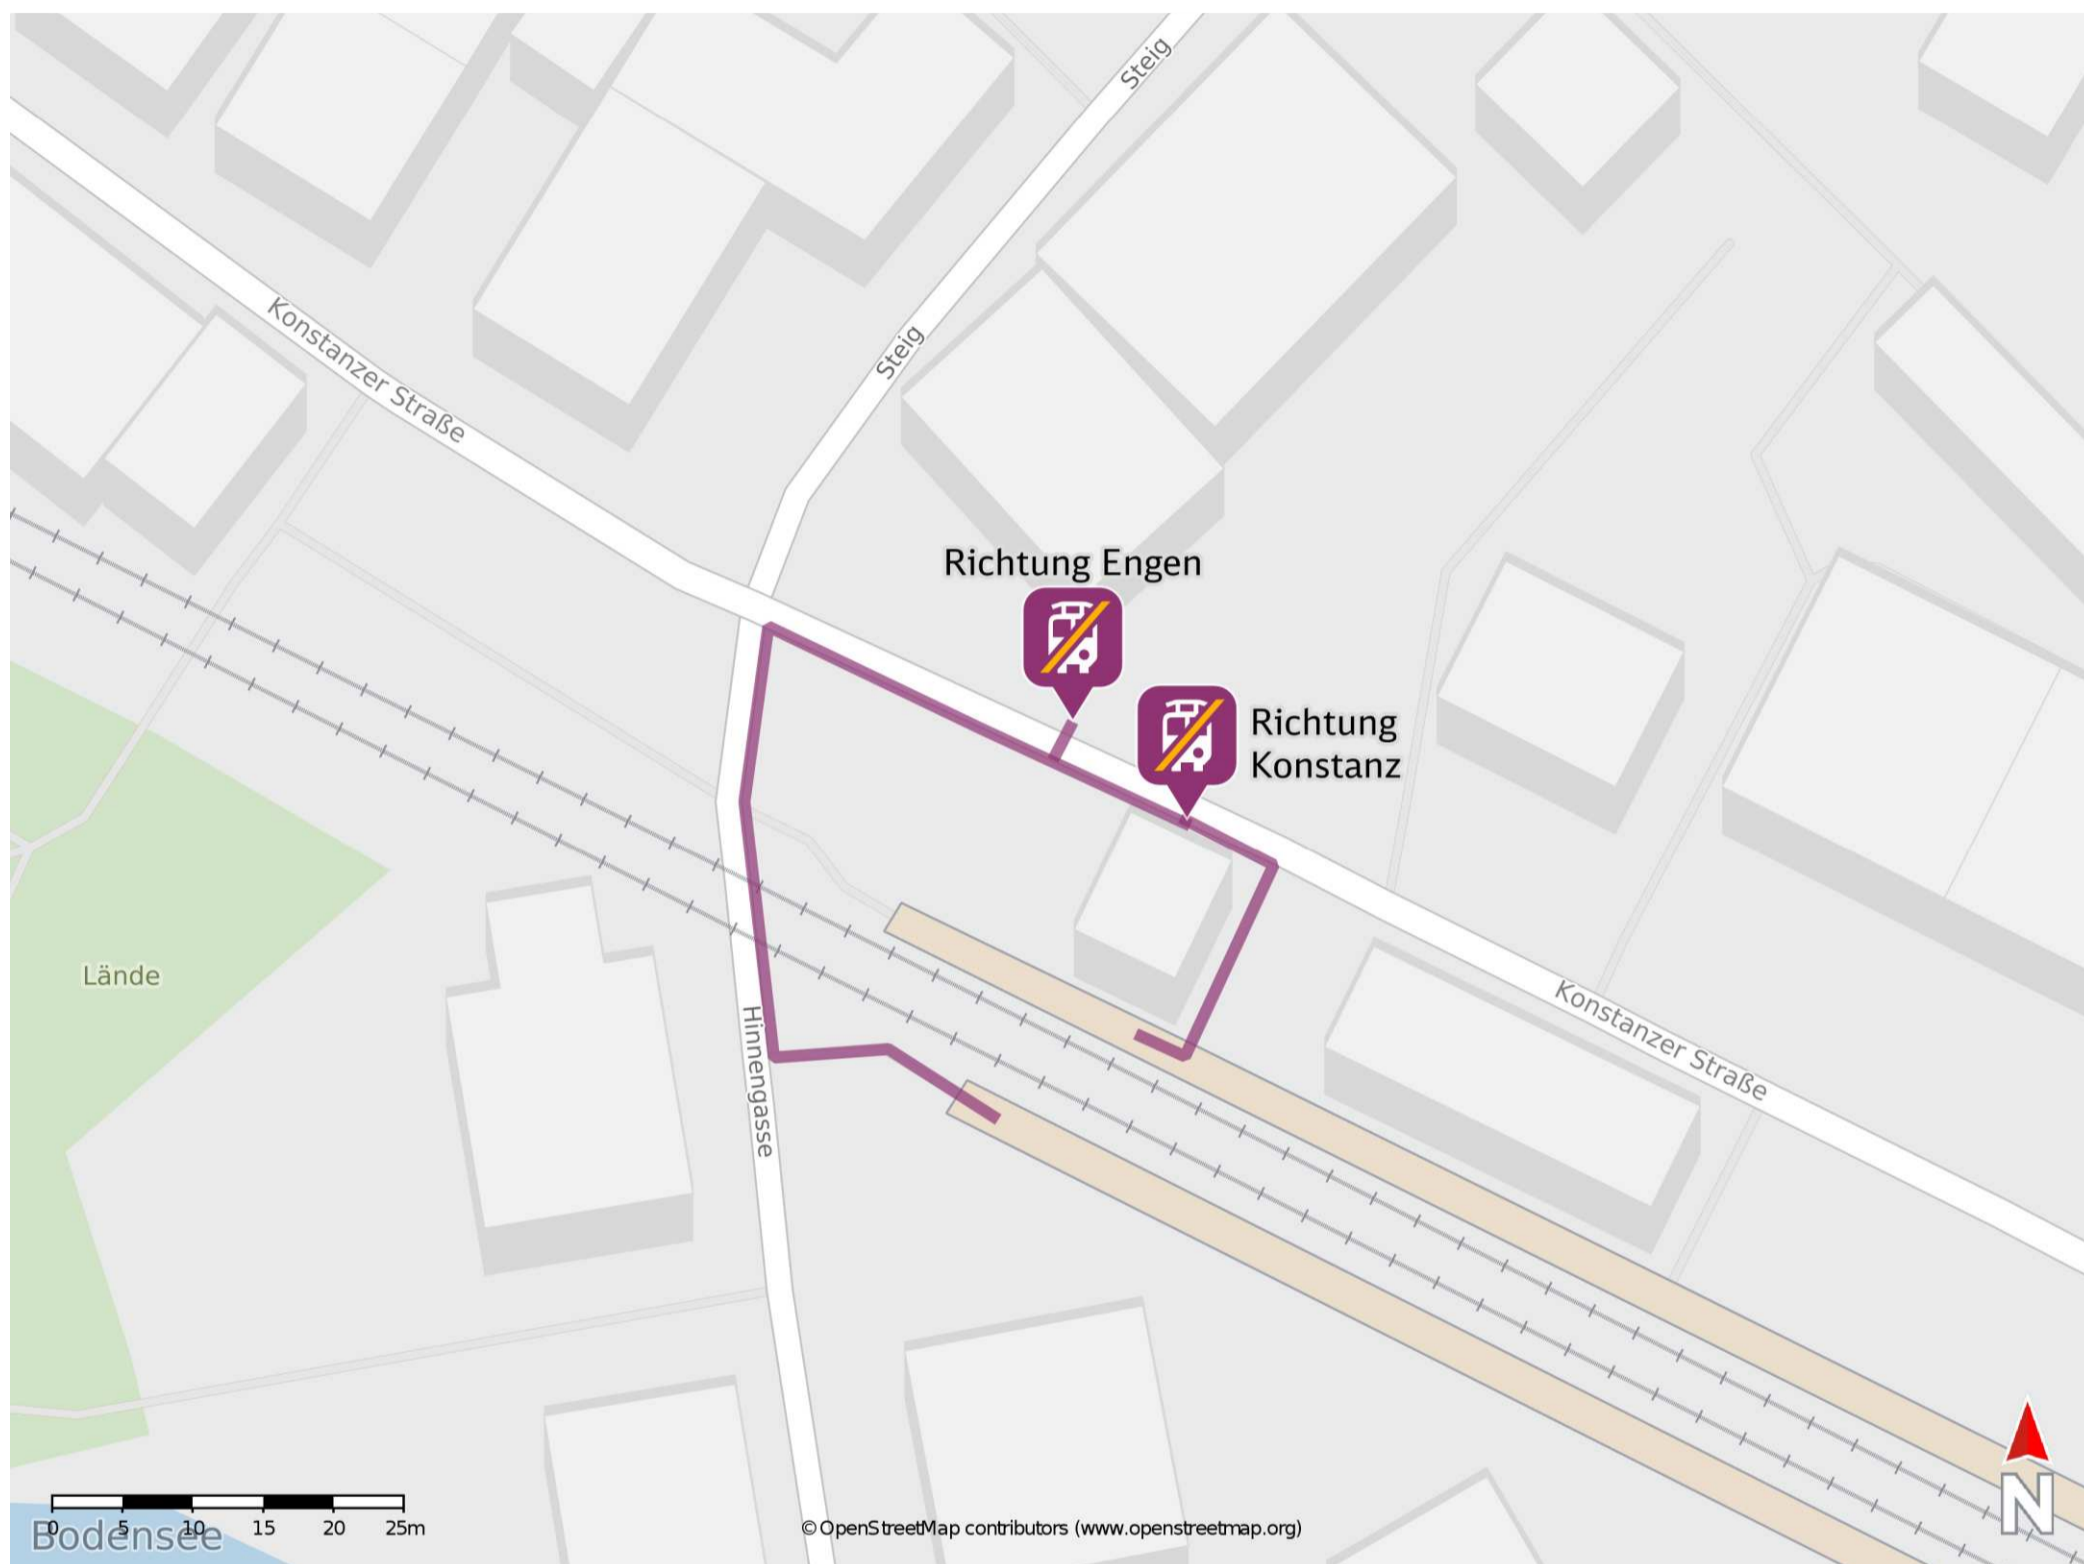 Steig
Konstanzer Straße
Steig
Richtung Engen
Richtung
Konstanz
Lände
Hinnengasse
Konstanzer Straße
0 5 10 15 20 25m
Bodensee
© OpenStreetMap contributors (www.openstreetmap.org)
N